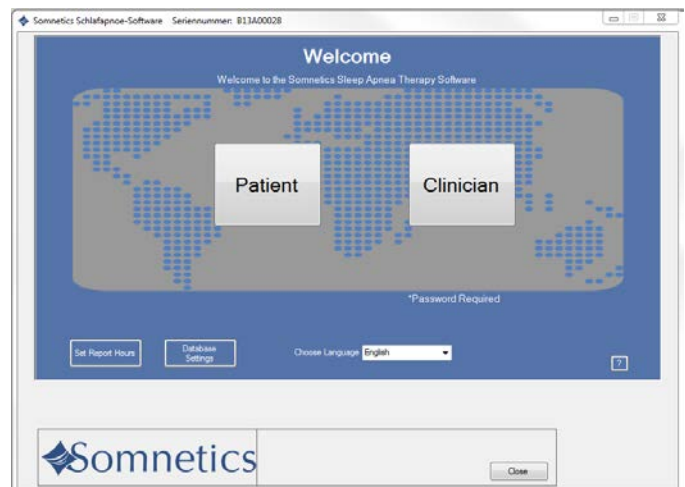 Somnetics Schlafapnoe-Software Seriennummer: B13A00028
Welcome
Welcome to the Somnetics Sleep Apnea Therapy Software
Patient
Clinician
*Password Required
Set Report Hours
Database
Settings
Choose Language English
?
Somnetics
Close